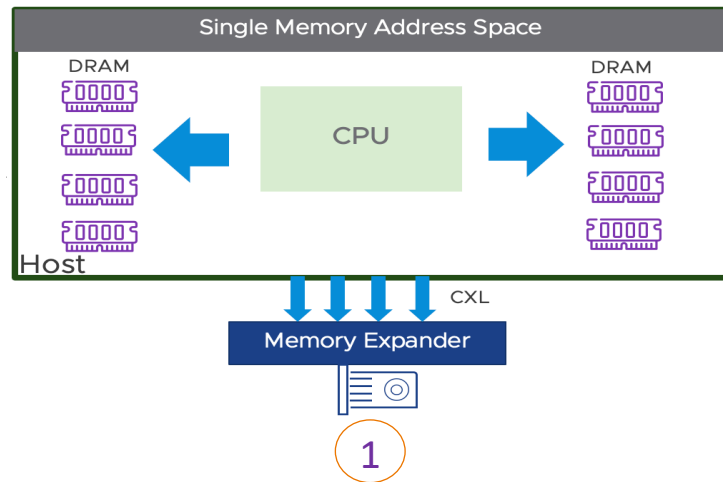 Single Memory Address Space
DRAM
DRAM
CPU
Host
CXL
Memory Expander
1